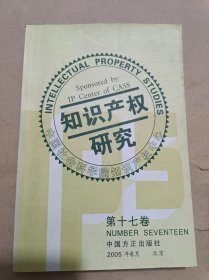 INTELLECTUAL PROPERTY STUDIES
Sponsored by
IP Center of CASS
知识产权
研究
第十七卷
NUMBER SEVENTEEN
中国方正出版社
2005年6月 北京